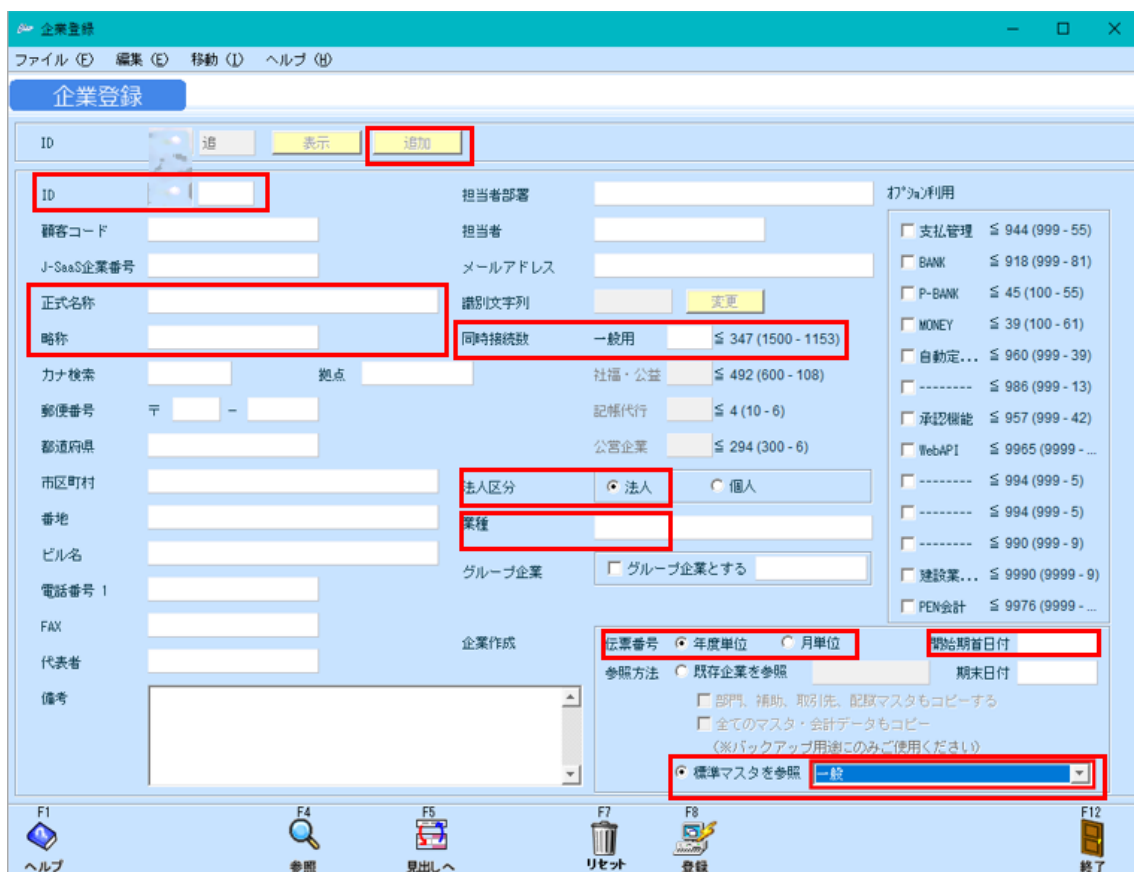 企業登録
ファイル (F) 編集 (E) 移動 (I) ヘルプ (H)
企業登録
ID 追 表示 追加
ID
顧客コード
J-SaaS企業番号
正式名称
略称
カナ検索 拠点
郵便番号 〒 -
都道府県
市区町村
番地
ビル名
電話番号 1
FAX
代表者
備考
担当者部署
担当者
メールアドレス
識別文字列 変更
同時接続数 一般用 ≦ 347 (1500 - 1153)
社福・公益 ≦ 492 (600 - 108)
記帳代行 ≦ 4 (10 - 6)
公営企業 ≦ 294 (300 - 6)
法人区分 法人 個人
業種
グループ企業 グループ企業とする
企業作成 伝票番号 年度単位 月単位 開始期首日付
参照方法 既存企業を参照 期末日付
部門、補助、取引先、配賦マスタもコピーする
全てのマスタ・会計データもコピー
(※バックアップ用途にのみご使用ください)
標準マスタを参照 一般
オプション利用
支払管理 ≦ 944 (999 - 55)
BANK ≦ 918 (999 - 81)
P-BANK ≦ 45 (100 - 55)
MONEY ≦ 39 (100 - 61)
自動定... ≦ 960 (999 - 39)
-------- ≦ 986 (999 - 13)
承認機能 ≦ 957 (999 - 42)
WebAPI ≦ 9965 (9999 - ...
-------- ≦ 994 (999 - 5)
-------- ≦ 994 (999 - 5)
-------- ≦ 990 (999 - 9)
建設業... ≦ 9990 (9999 - 9)
PEN会計 ≦ 9976 (9999 - ...
F1 F4 F5 F7 F8 F12
ヘルプ 参照 見出しへ リセット 登録 終了